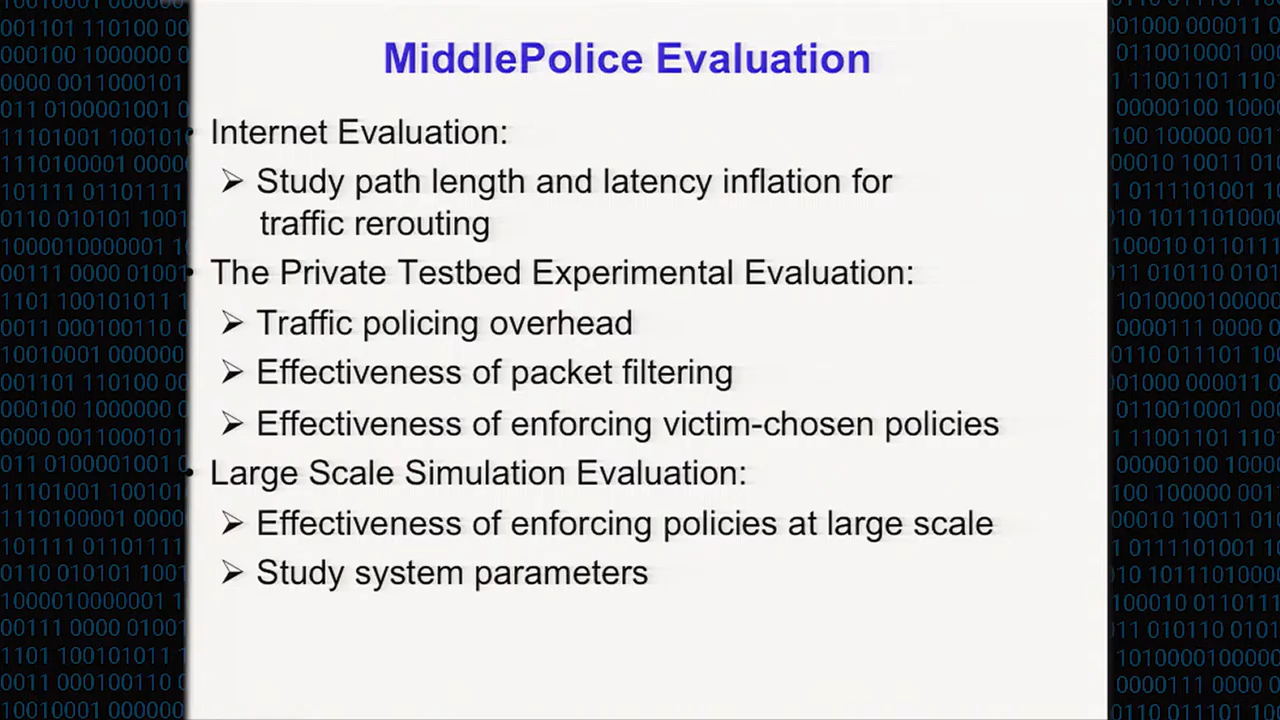 MiddlePolice Evaluation
• Internet Evaluation:
➢ Study path length and latency inflation for
traffic rerouting
• The Private Testbed Experimental Evaluation:
➢ Traffic policing overhead
➢ Effectiveness of packet filtering
➢ Effectiveness of enforcing victim-chosen policies
• Large Scale Simulation Evaluation:
➢ Effectiveness of enforcing policies at large scale
➢ Study system parameters